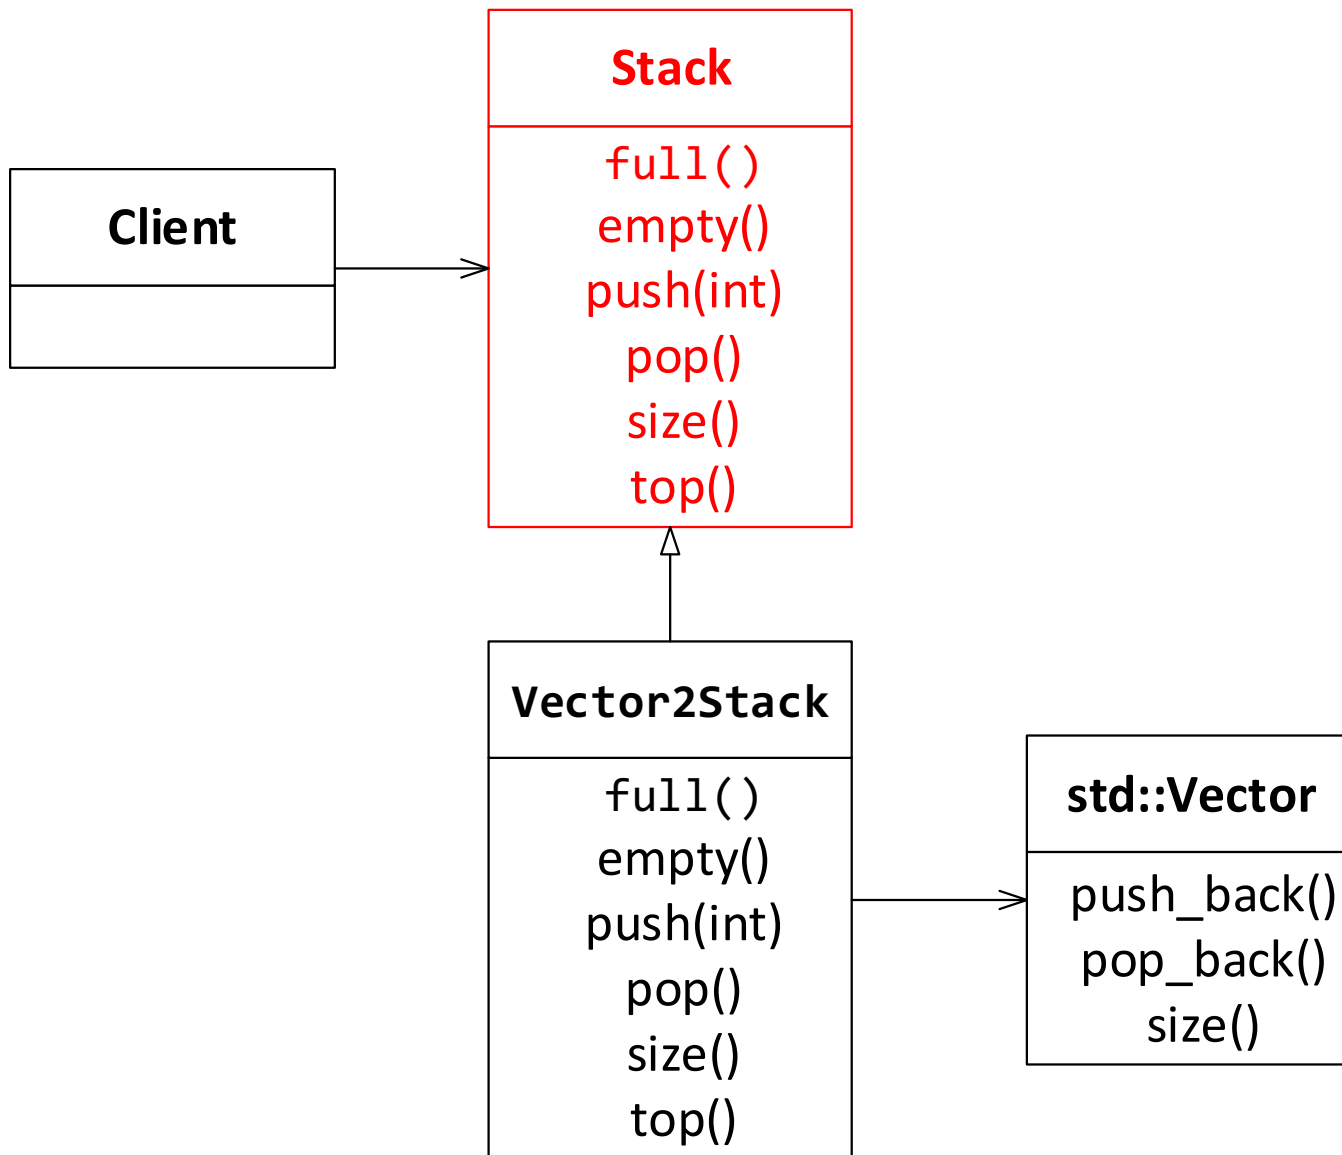 Stack
full()
empty()
push(int)
pop()
size()
top()
Client
Vector2Stack
full()
empty()
push(int)
pop()
size()
top()
std::Vector
push_back()
pop_back()
size()